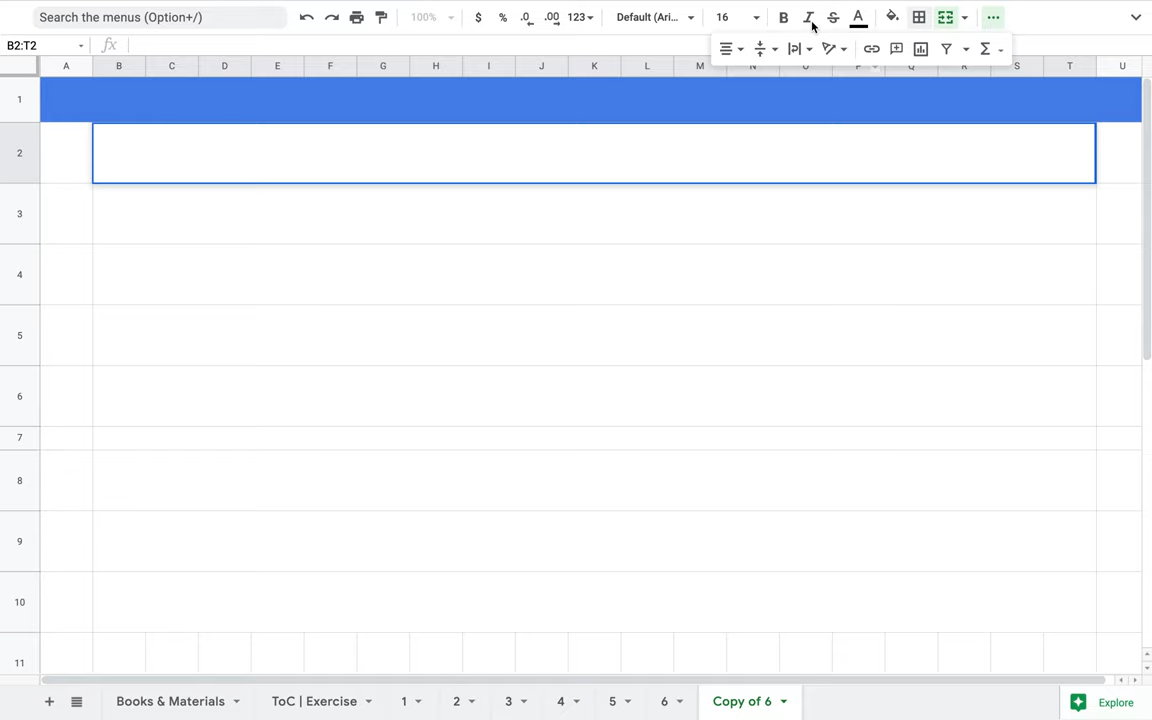 Search the menus (Option+/) 100% $ % .0 .00 123 Default (Ari... 16 B I S A
B2:T2 fx Σ
A B C D E F G H I J K L M N O P Q R S T U
1
2
3
4
5
6
7
8
9
10
11
Books & Materials ToC | Exercise 1 2 3 4 5 6 Copy of 6 Explore